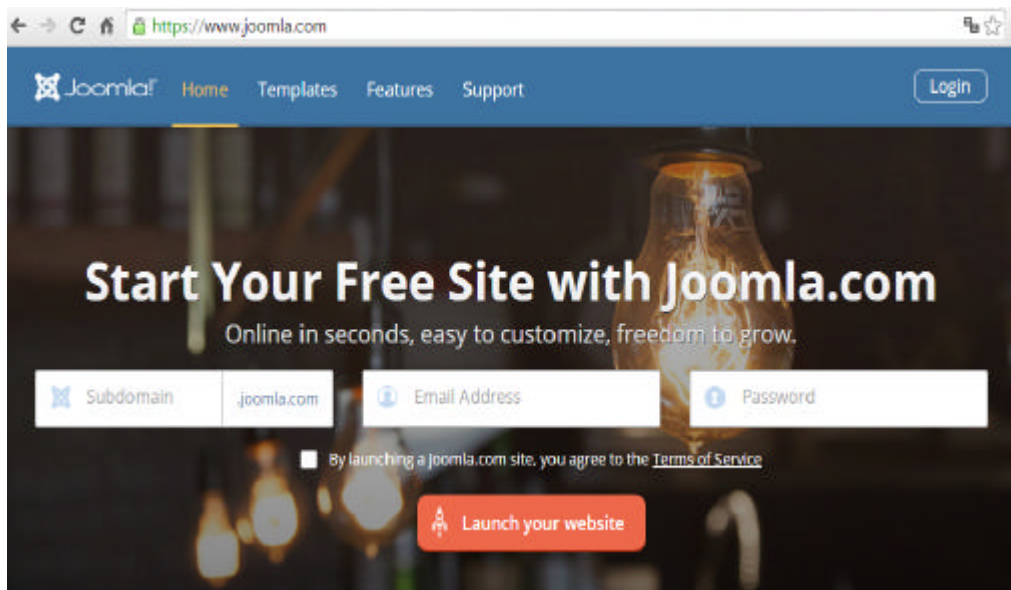 https://www.joomla.com
Joomla!® Home Templates Features Support Login
Start Your Free Site with Joomla.com
Online in seconds, easy to customize, freedom to grow.
Subdomain .joomla.com Email Address Password
By launching a Joomla.com site, you agree to the Terms of Service
Launch your website